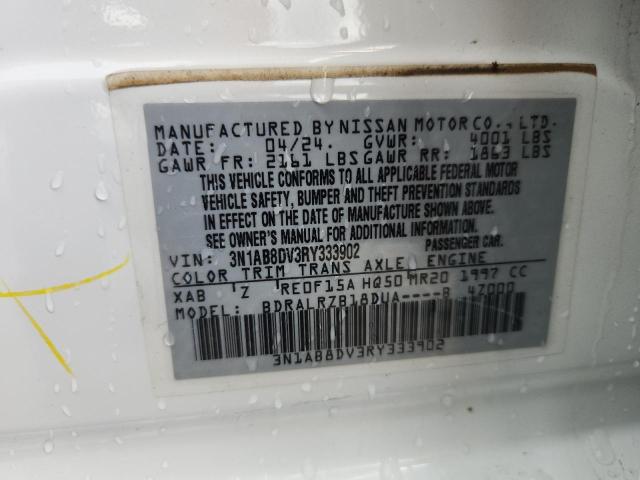 MANUFACTURED BY NISSAN MOTOR CO., LTD.
DATE: 04/24. GVWR: 4001 LBS
GAWR FR: 2161 LBS GAWR RR: 1863 LBS
THIS VEHICLE CONFORMS TO ALL APPLICABLE FEDERAL MOTOR
VEHICLE SAFETY, BUMPER AND THEFT PREVENTION STANDARDS
IN EFFECT ON THE DATE OF MANUFACTURE SHOWN ABOVE.
SEE OWNER'S MANUAL FOR ADDITIONAL INFORMATION.
VIN: 3N1AB8DV3RY333902 PASSENGER CAR.
COLOR TRIM TRANS AXLE ENGINE
XAB Z RE0F15A HQ50 MR20 1997 CC
MODEL: BDRALRZB18DUA----B 4Z000
3N1AB8DV3RY333902